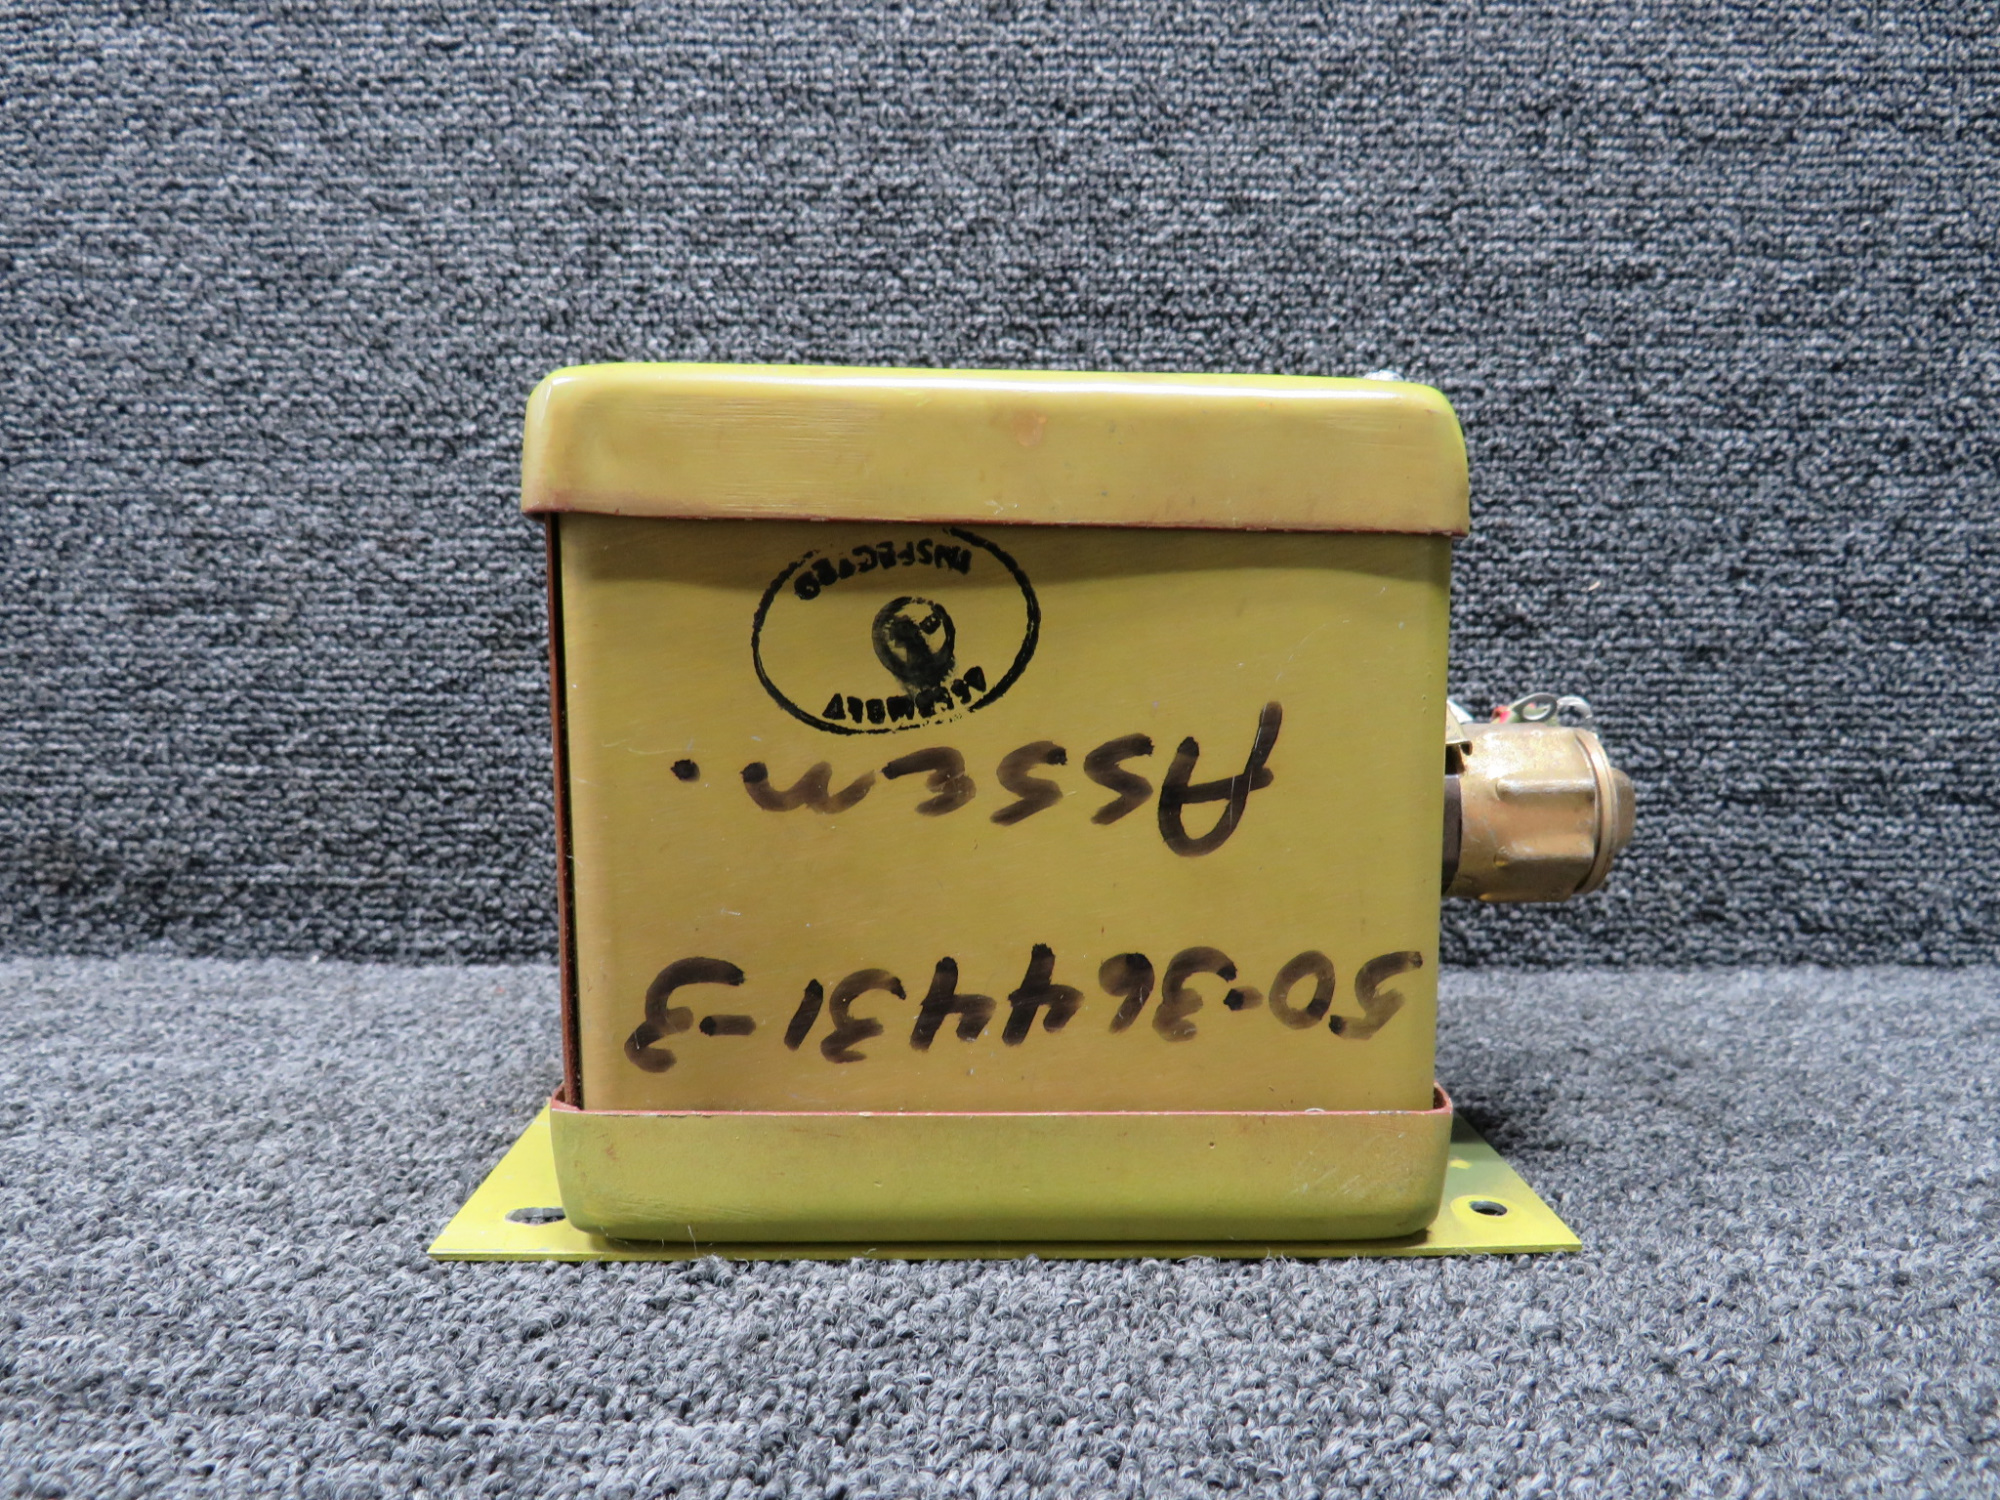 50-364431-3
Assem.
ASSEMBLY
INSPECTED